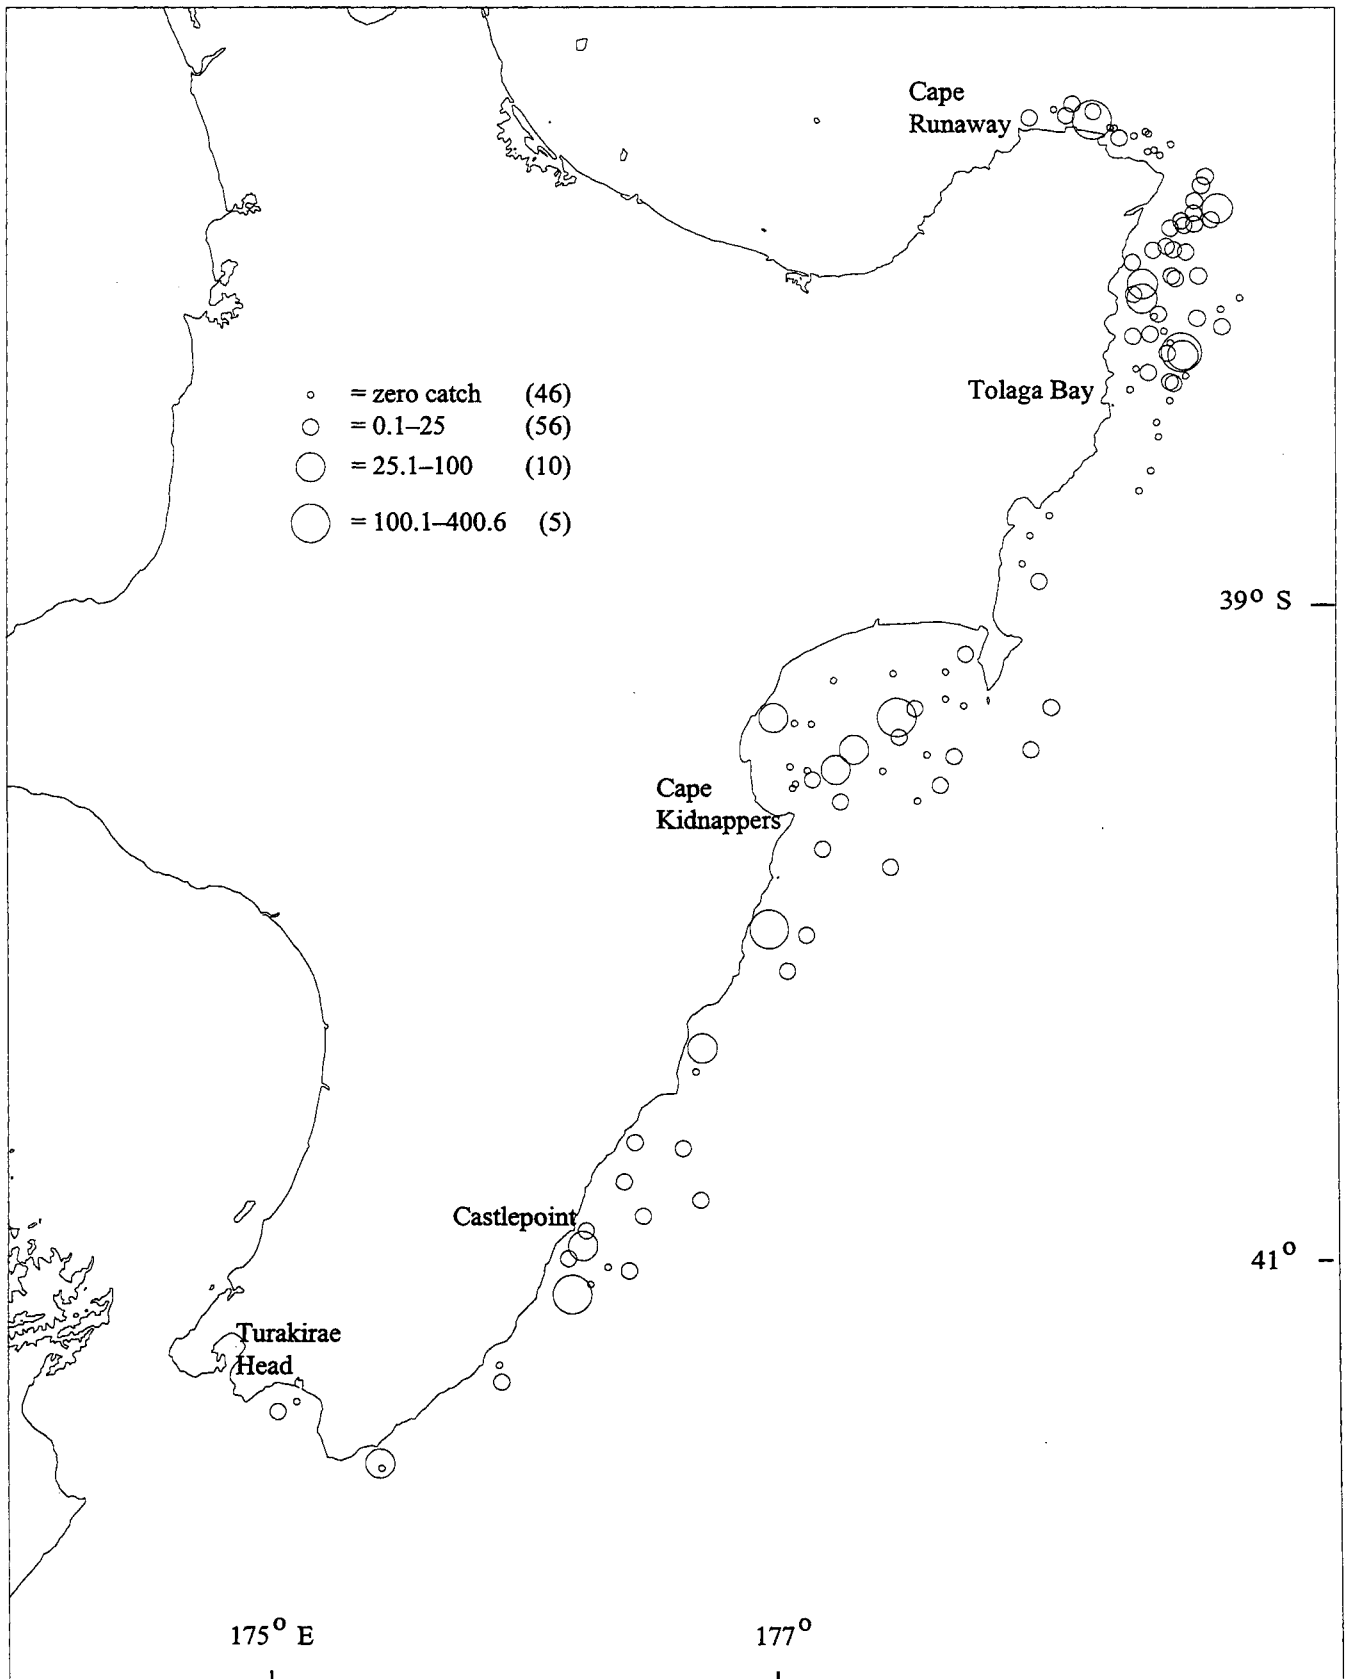 Cape
Runaway
Tolaga Bay
= zero catch (46)
= 0.1–25 (56)
= 25.1–100 (10)
= 100.1–400.6 (5)
39° S
Cape
Kidnappers
Castlepoint
41°
Turakirae
Head
175° E
177°